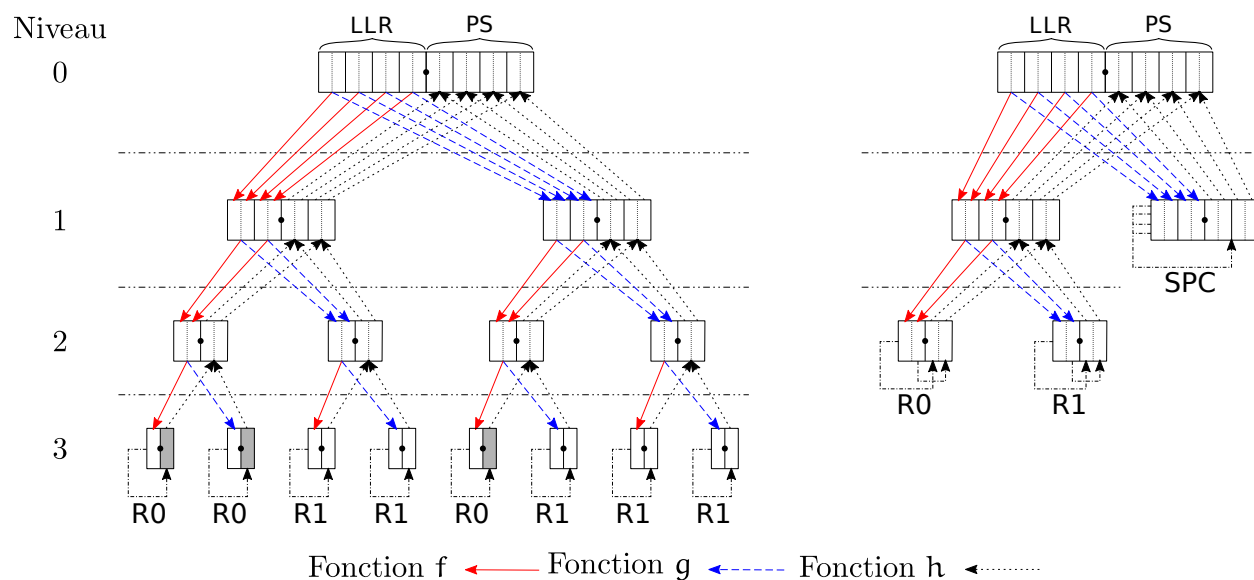 Niveau
LLR PS LLR PS
0
1
SPC
2
R0 R1
3
R0 R0 R1 R1 R0 R1 R1 R1
Fonction f Fonction g Fonction h